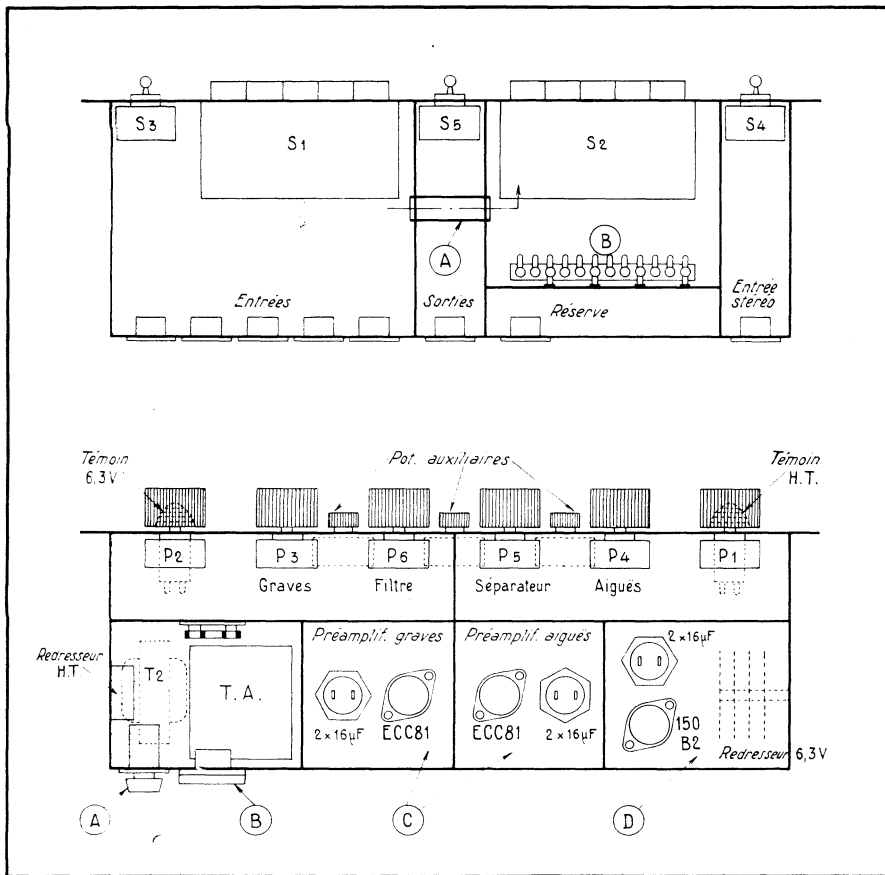 S3
S1
S5
S2
S4
A
B
Entrées
Sorties
Réserve
Entrée
stéréo
Témoin
6,3V
Pot. auxiliaires
Témoin
H.T.
P2
P3
P6
P5
P4
P1
Graves
Filtre
Séparateur
Aiguës
Redresseur
H.T.
T2
T.A.
Préamplif. graves
2 × 16µF
ECC81
Préamplif. aiguës
ECC81
2 × 16µF
2 × 16µF
150
B2
Redresseur 6,3V
A
B
C
D